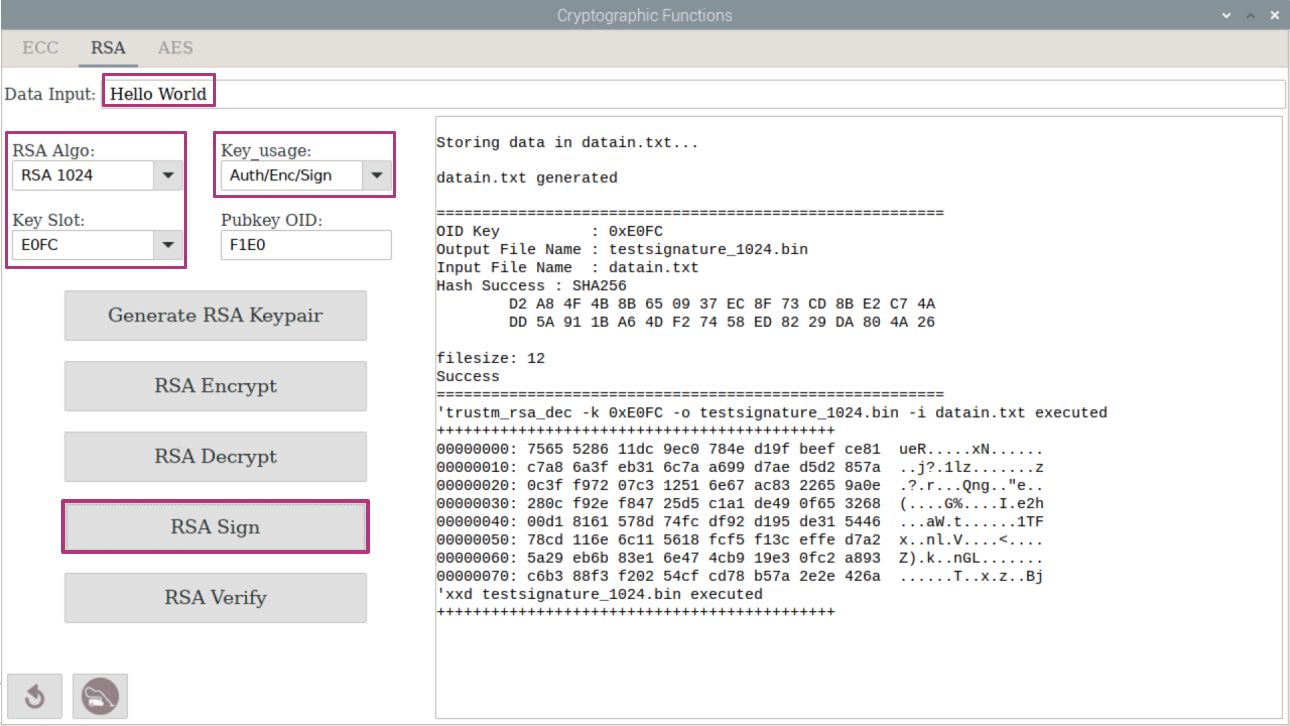 Cryptographic Functions
ECC RSA AES
Data Input: Hello World
RSA Algo:
RSA 1024
Key_usage:
Auth/Enc/Sign
Key Slot:
E0FC
Pubkey OID:
F1E0
Generate RSA Keypair
RSA Encrypt
RSA Decrypt
RSA Sign
RSA Verify
Storing data in datain.txt...
datain.txt generated
========================================================
OID Key          : 0xE0FC
Output File Name : testsignature_1024.bin
Input File Name  : datain.txt
Hash Success : SHA256
        D2 A8 4F 4B 8B 65 09 37 EC 8F 73 CD 8B E2 C7 4A
        DD 5A 91 1B A6 4D F2 74 58 ED 82 29 DA 80 4A 26
filesize: 12
Success
========================================================
'trustm_rsa_dec -k 0xE0FC -o testsignature_1024.bin -i datain.txt executed
++++++++++++++++++++++++++++++++++++++++++++
00000000: 7565 5286 11dc 9ec0 784e d19f beef ce81  ueR.....xN......
00000010: c7a8 6a3f eb31 6c7a a699 d7ae d5d2 857a  ..j?.1lz.......z
00000020: 0c3f f972 07c3 1251 6e67 ac83 2265 9a0e  .?.r...Qng.."e..
00000030: 280c f92e f847 25d5 c1a1 de49 0f65 3268  (....G%....I.e2h
00000040: 00d1 8161 578d 74fc df92 d195 de31 5446  ...aW.t......1TF
00000050: 78cd 116e 6c11 5618 fcf5 f13c effe d7a2  x..nl.V....<....
00000060: 5a29 eb6b 83e1 6e47 4cb9 19e3 0fc2 a893  Z).k..nGL.......
00000070: c6b3 88f3 f202 54cf cd78 b57a 2e2e 426a  ......T..x.z..Bj
'xxd testsignature_1024.bin executed
++++++++++++++++++++++++++++++++++++++++++++